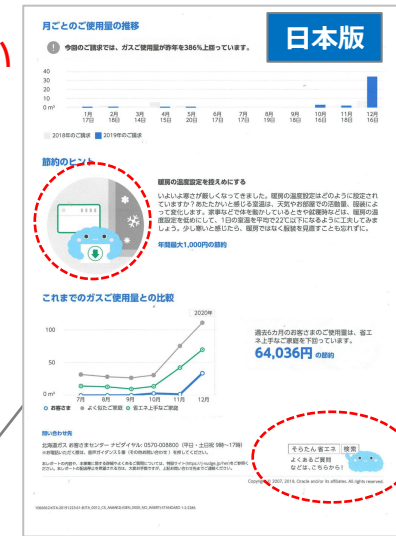 日本版
月ごとのご使用量の推移
今回のご請求では、ガスご使用量が昨年を386%上回っています。
40
30
20
10
0 m³
1月 2月 3月 4月 5月 6月 7月 8月 9月 10月 11月 12月
17日 18日 14日 15日 20日 17日 17日 19日 18日 16日 18日 16日
2018年のご請求 2019年のご請求
節約のヒント
暖房の温度設定を控えめにする
いよいよ寒さが厳しくなってきました。暖房の温度設定はどのように設定され
ていますか？あたたかいと感じる室温は、天気やお部屋での活動量、服装によ
って変化します。家事などで体を動かしているときや就寝時などは、暖房の温
度設定を低めにして、1日の室温を平均で22℃以下になるように工夫してみま
しょう。少し寒いと感じたら、暖房ではなく服装を見直すことも忘れずに。
年間最大1,000円の節約
これまでのガスご使用量との比較
2020年
100
50
0 m³
7月 8月 9月 10月 11月 12月
お客さま よく似たご家庭 省エネ上手なご家庭
過去6カ月のお客さまのご使用量は、省エ
ネ上手なご家庭を下回っています。
64,036円 の節約
問い合わせ先
北海道ガス お客さまセンター ナビダイヤル 0570-008800（平日・土日祝 9時～17時）
そらたん 省エネ 検索
よくあるご質問
などは、こちらから！
Copyright © 2007, 2019, Oracle and/or its affiliates. All rights reserved.